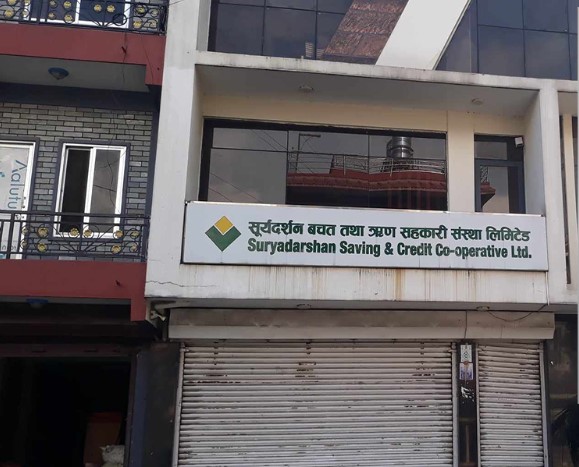 सूर्यदर्शन बचत तथा ऋण सहकारी संस्था लिमिटेड
Suryadarshan Saving & Credit Co-operative Ltd.